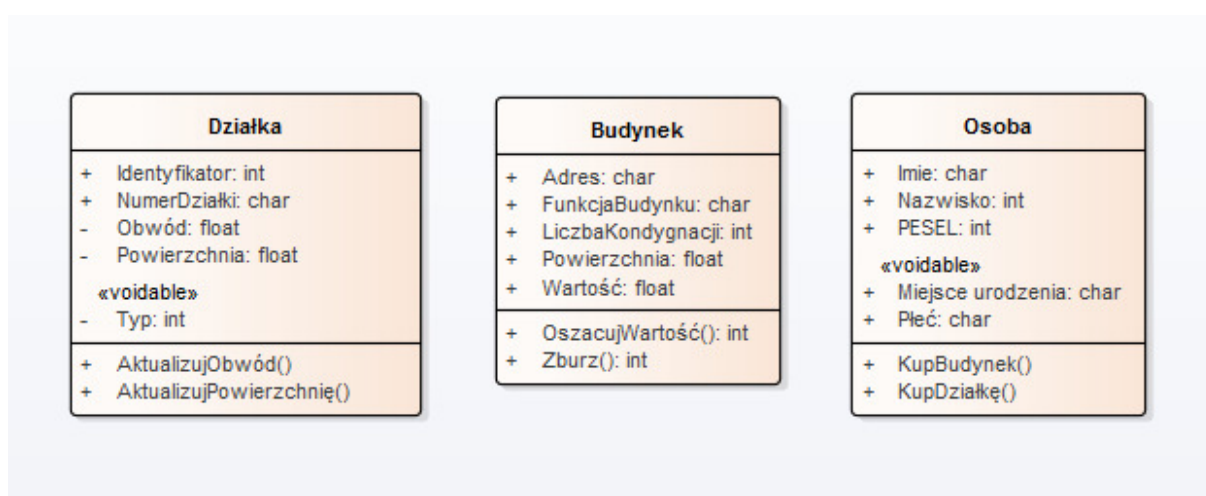 Działka
+ Identyfikator: int
+ NumerDziałki: char
- Obwód: float
- Powierzchnia: float
«voidable»
- Typ: int
+ AktualizujObwód()
+ AktualizujPowierzchnię()
Budynek
+ Adres: char
+ FunkcjaBudynku: char
+ LiczbaKondygnacji: int
+ Powierzchnia: float
+ Wartość: float
+ OszacujWartość(): int
+ Zburz(): int
Osoba
+ Imie: char
+ Nazwisko: int
+ PESEL: int
«voidable»
+ Miejsce urodzenia: char
+ Płeć: char
+ KupBudynek()
+ KupDziałkę()